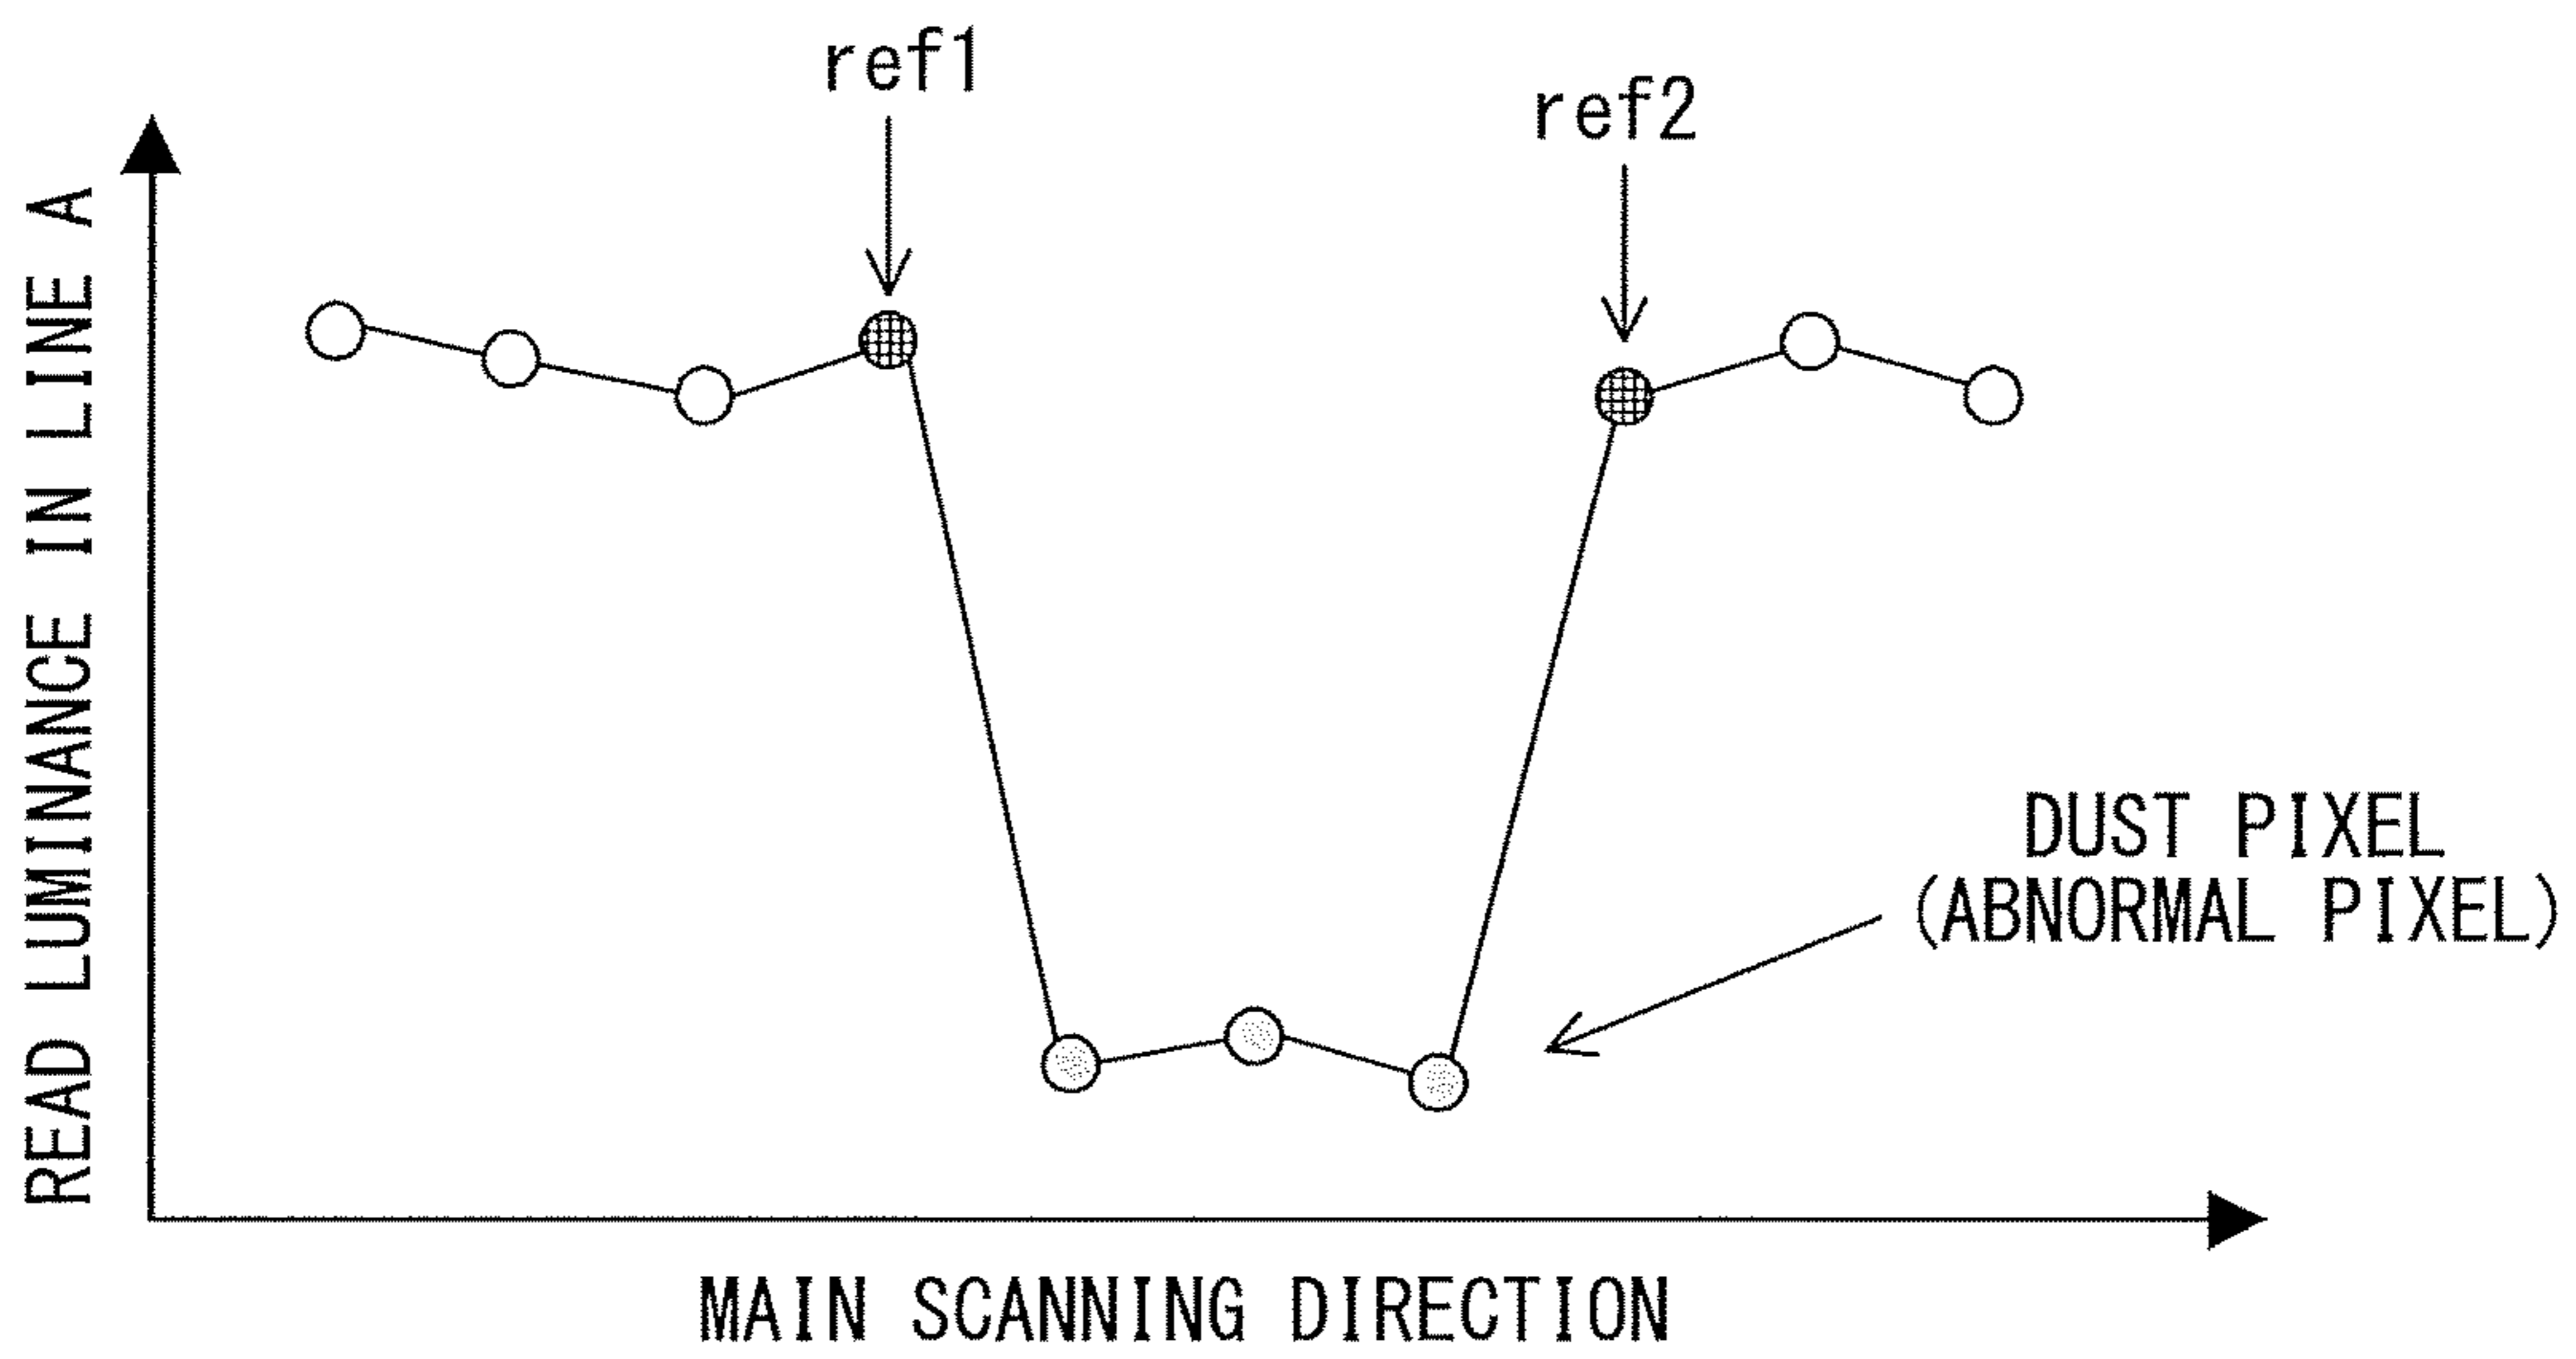 ref1
ref2
READ LUMINANCE IN LINE A
DUST PIXEL
(ABNORMAL PIXEL)
MAIN SCANNING DIRECTION